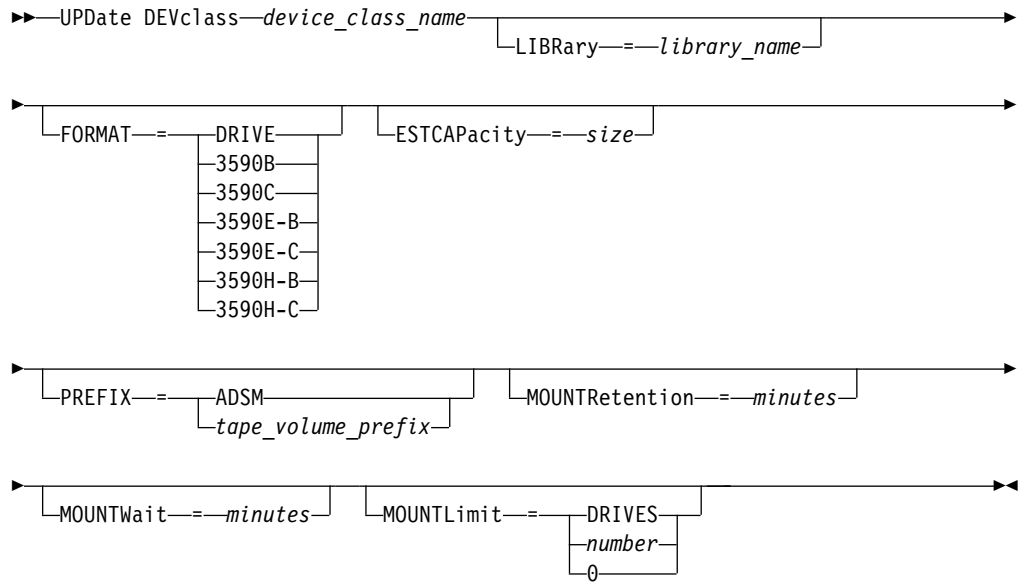 UPDate DEVclass device_class_name
LIBRary = library_name
FORMAT = DRIVE
3590B
3590C
3590E-B
3590E-C
3590H-B
3590H-C
ESTCAPacity = size
PREFIX = ADSM
tape_volume_prefix
MOUNTRetention = minutes
MOUNTWait = minutes
MOUNTLimit = DRIVES
number
0